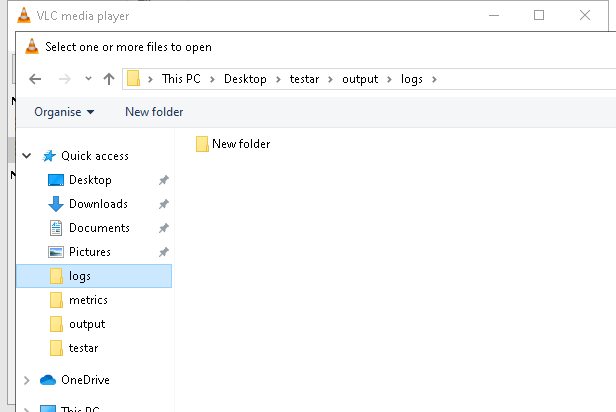 VLC media player
Select one or more files to open
This PC > Desktop > testar > output > logs >
Organise New folder
New folder
Quick access
Desktop
Downloads
Documents
Pictures
logs
metrics
output
testar
OneDrive
This PC